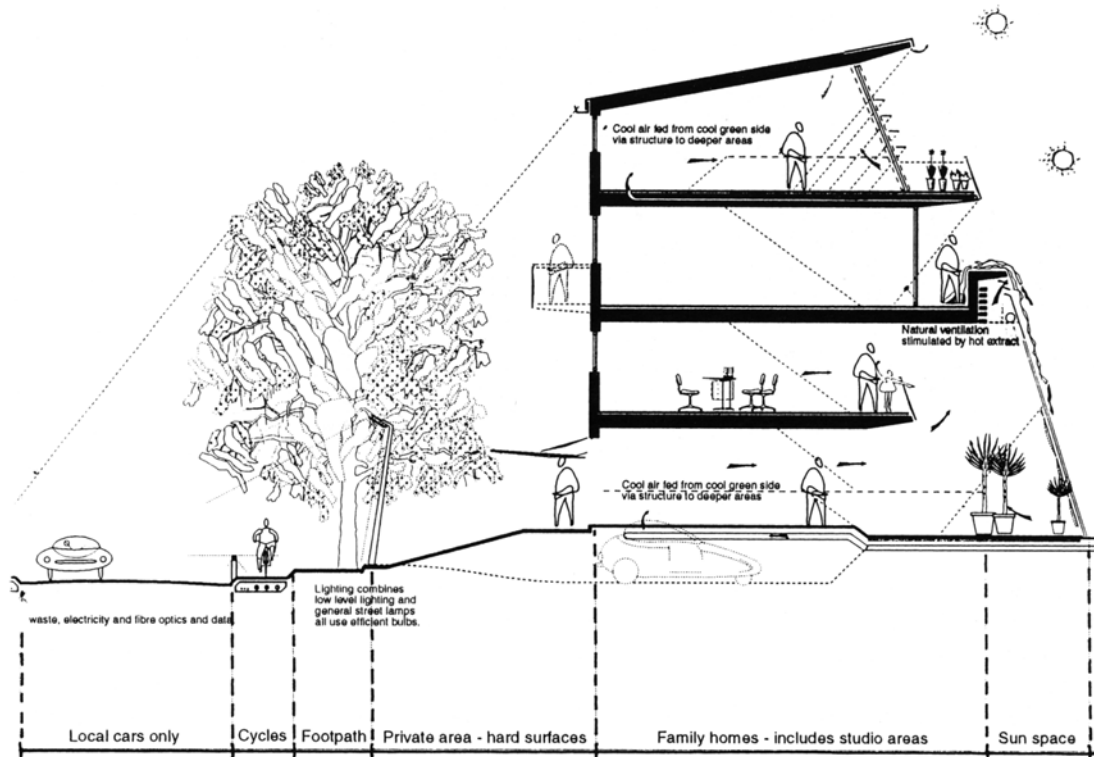 Cool air fed from cool green side
via structure to deeper areas
Natural ventilation
stimulated by hot extract
Cool air fed from cool green side
via structure to deeper areas
Lighting combines
low level lighting and
general street lamps
all use efficient bulbs.
waste, electricity and fibre optics and data
Local cars only
Cycles
Footpath
Private area - hard surfaces
Family homes - includes studio areas
Sun space